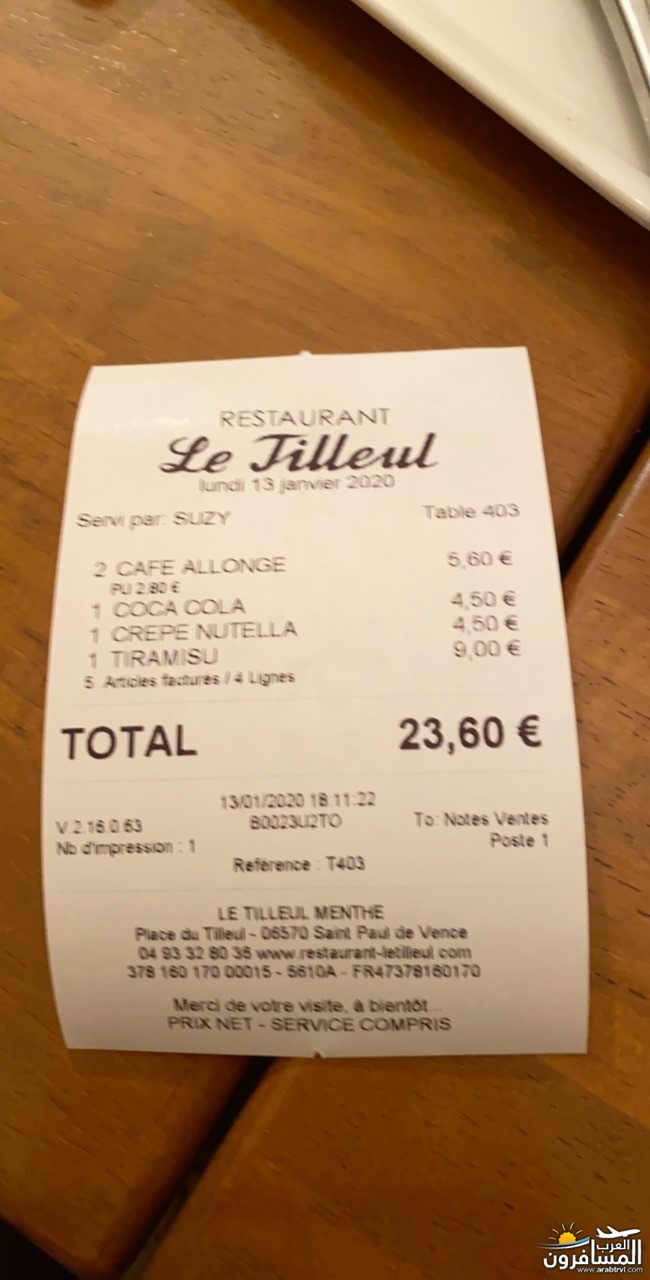 RESTAURANT
Le Tilleul
lundi 13 janvier 2020
Servi par: SUZY Table 403
2 CAFE ALLONGE 5,60 €
PU 2.80 €
1 COCA COLA 4,50 €
1 CREPE NUTELLA 4,50 €
1 TIRAMISU 9,00 €
5 Articles factures / 4 Lignes
TOTAL 23,60 €
13/01/2020 18:11:22
V.2.16.0.63 B0023U2TO To: Notes Ventes
Nb d'impression : 1 Poste 1
Reférence : T403
LE TILLEUL MENTHE
Place du Tilleul - 06570 Saint Paul de Vence
04 93 32 80 36 www.restaurant-letilleul.com
378 160 170 00015 - 5610A - FR47378160170
Merci de votre visite, à bientôt...
PRIX NET - SERVICE COMPRIS
العرب
المسافرون
www.arabtrvl.com